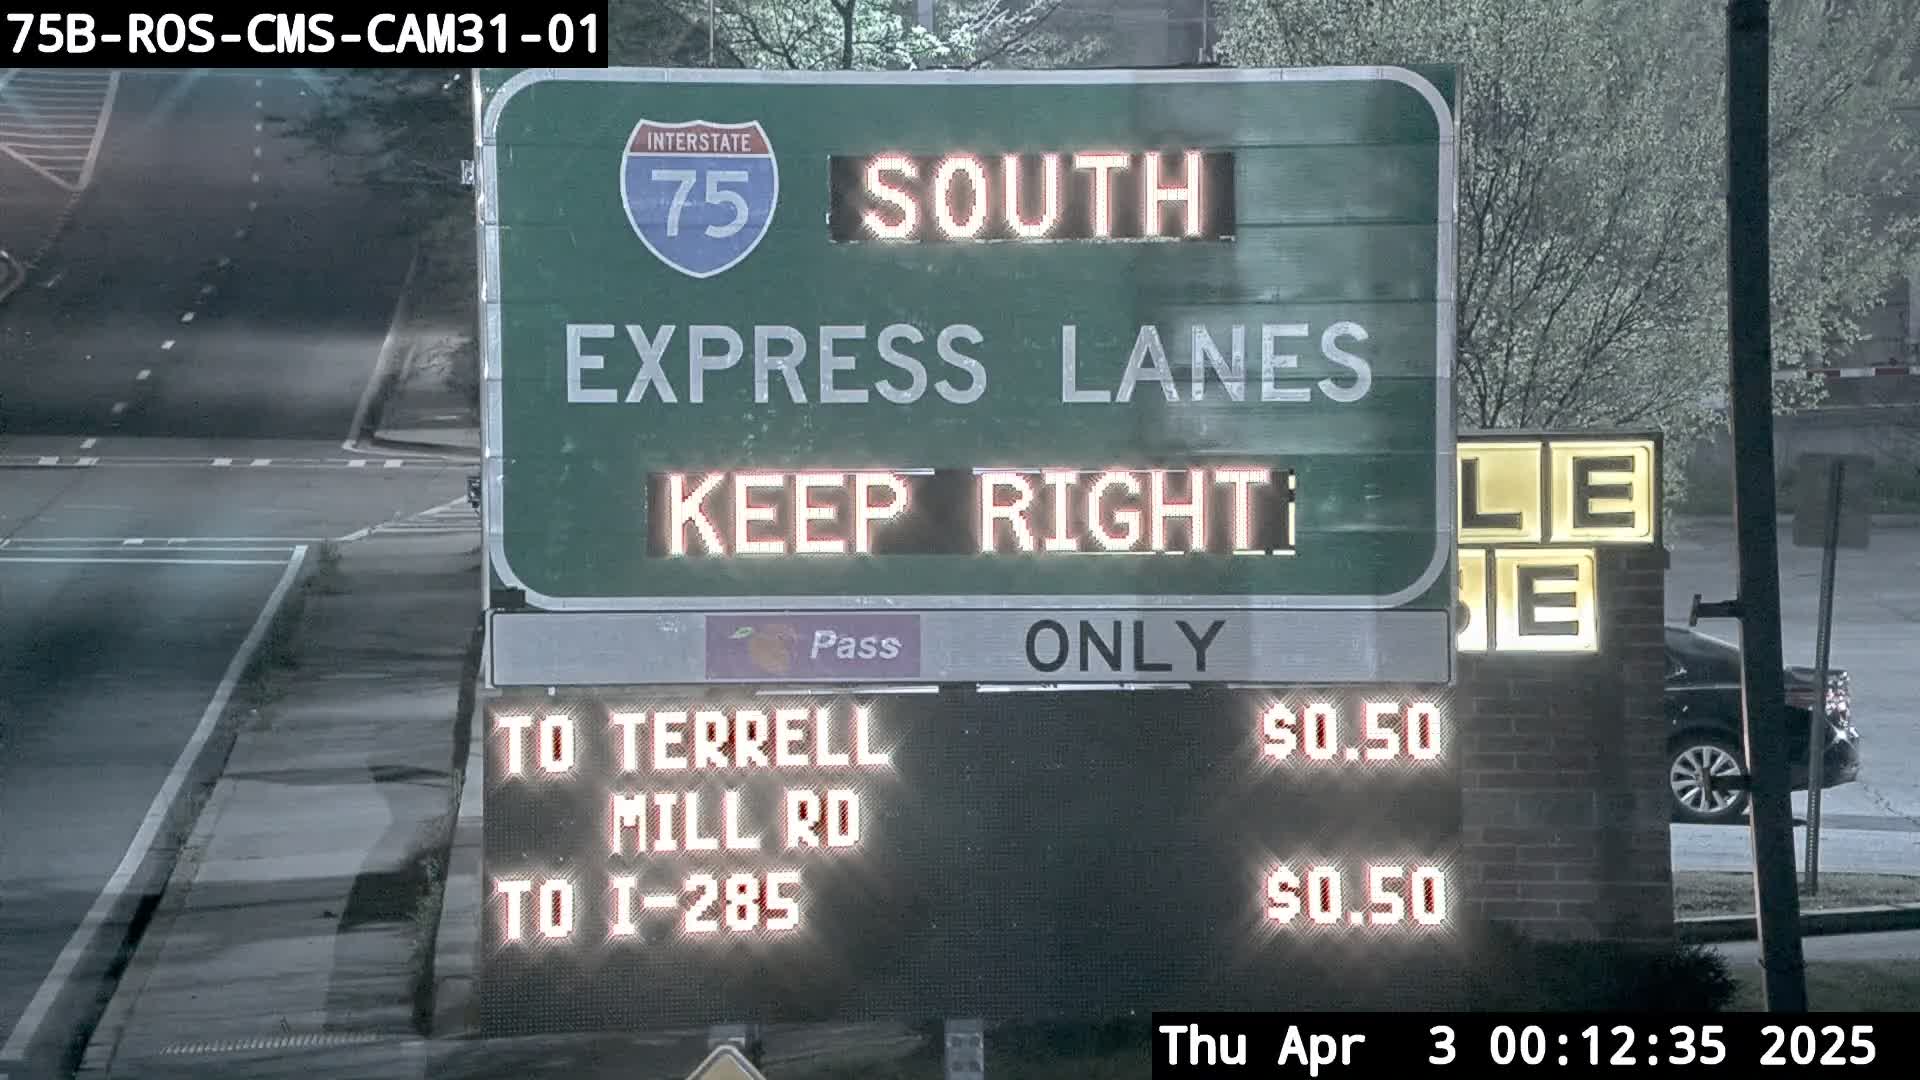 75B-ROS-CMS-CAM31-01
INTERSTATE
75
SOUTH
EXPRESS LANES
KEEP RIGHT
Pass ONLY
TO TERRELL $0.50
MILL RD
TO I-285 $0.50
LE
E
Thu Apr 3 00:12:35 2025